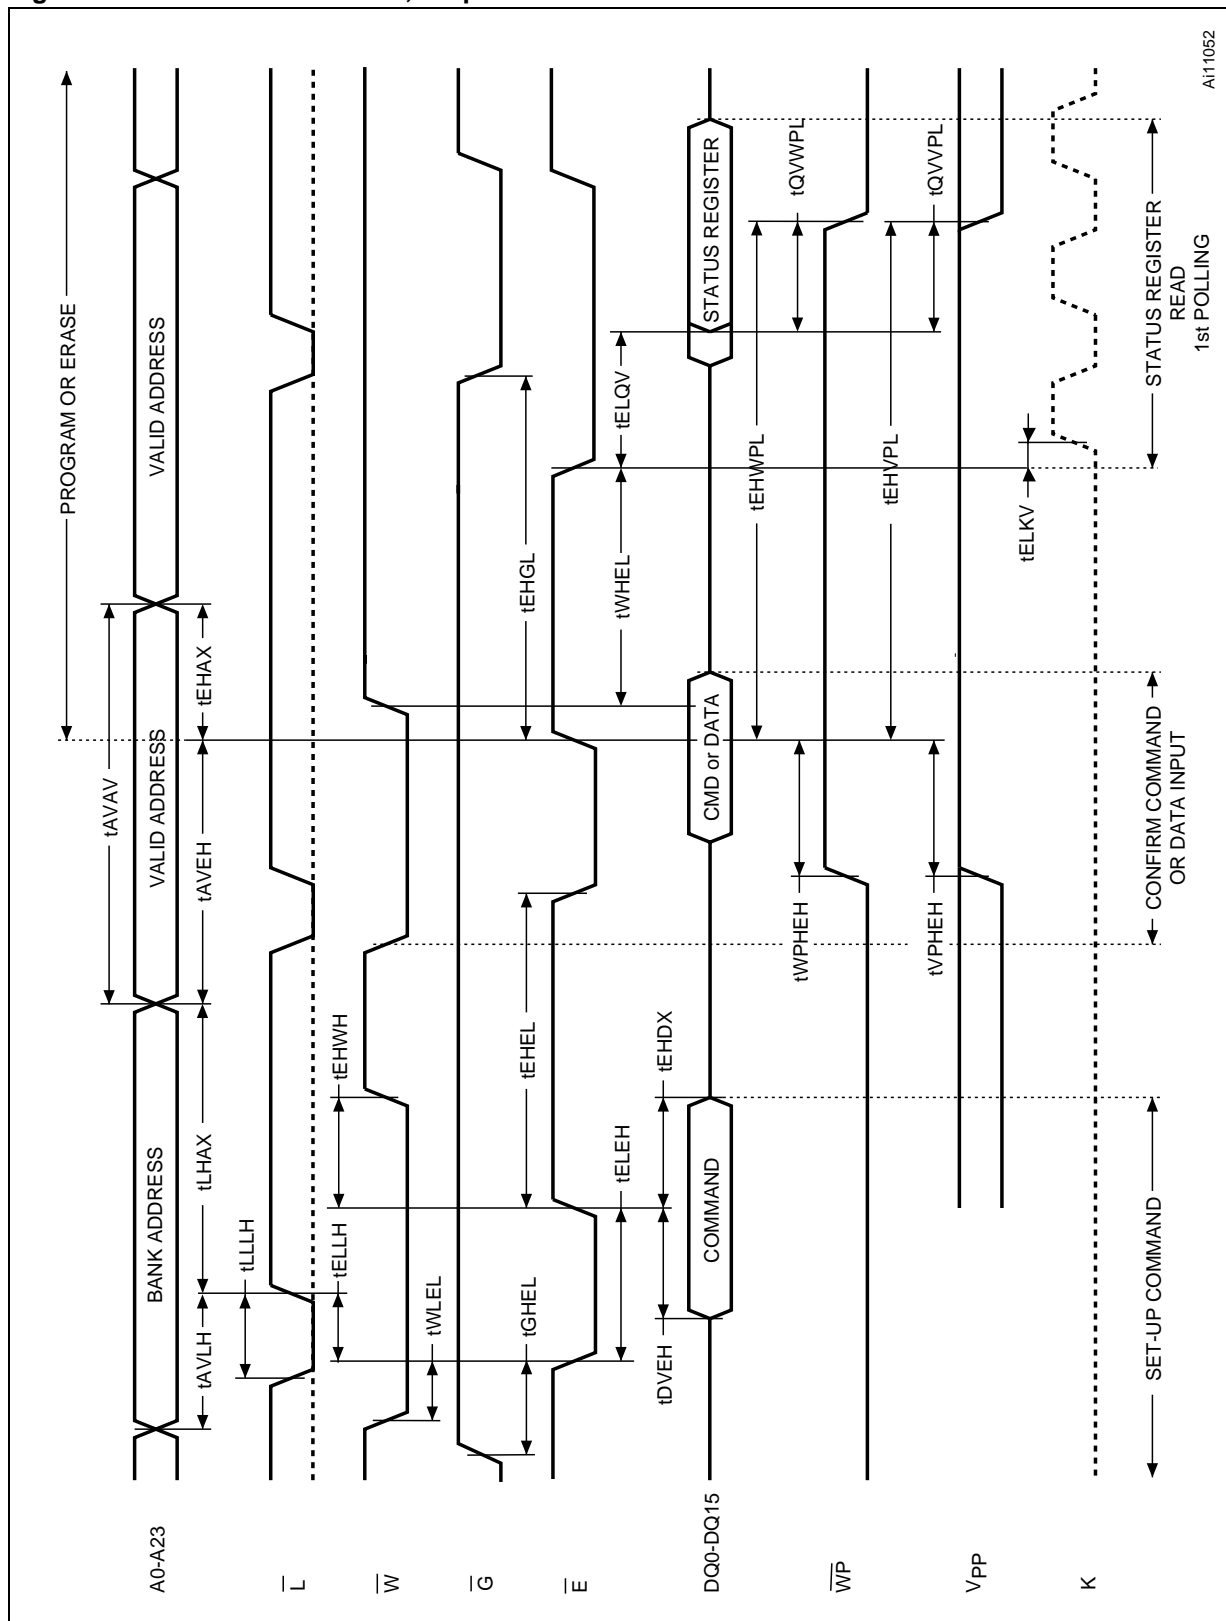 PROGRAM OR ERASE
tAVAV
A0-A23
BANK ADDRESS
VALID ADDRESS
VALID ADDRESS
tAVLH
tLHAX
tAVEH
tEHAX
tLLLH
L
tELLH
tEHWH
W
tWLEL
G
tGHEL
tEHEL
tEHGL
E
tELEH
tWHEL
tELQV
tDVEH
tEHDX
DQ0-DQ15
COMMAND
CMD or DATA
STATUS REGISTER
tEHWPL
tWPHEH
tQVWPL
WP
tEHVPL
tVPHEH
tQVVPL
VPP
tELKV
K
SET-UP COMMAND
CONFIRM COMMAND
OR DATA INPUT
STATUS REGISTER
READ
1st POLLING
Ai11052